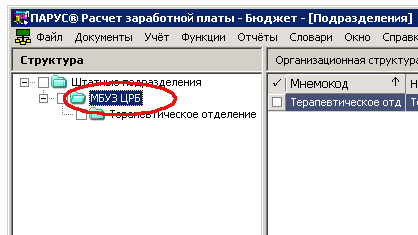 ПАРУС® Расчет заработной платы - Бюджет - [Подразделения]
Файл Документы Учёт Функции Отчёты Словари Окно Справк
Структура
Организационная структура
Штатные подразделения
МБУЗ ЦРБ
Терапевтическое отделение
✓ Мнемокод ↑ Н
Терапевтическое отд Т